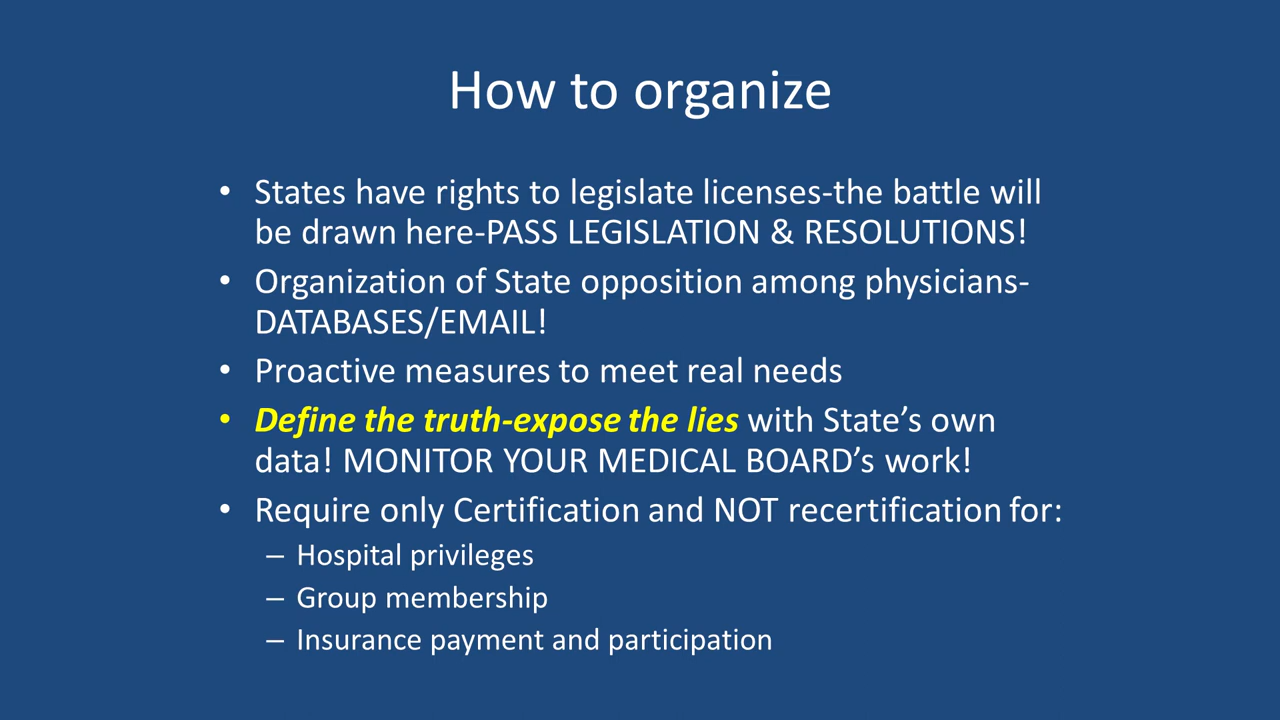 How to organize
• States have rights to legislate licenses-the battle will
be drawn here-PASS LEGISLATION & RESOLUTIONS!
• Organization of State opposition among physicians-
DATABASES/EMAIL!
• Proactive measures to meet real needs
• Define the truth-expose the lies with State’s own
data! MONITOR YOUR MEDICAL BOARD’s work!
• Require only Certification and NOT recertification for:
– Hospital privileges
– Group membership
– Insurance payment and participation